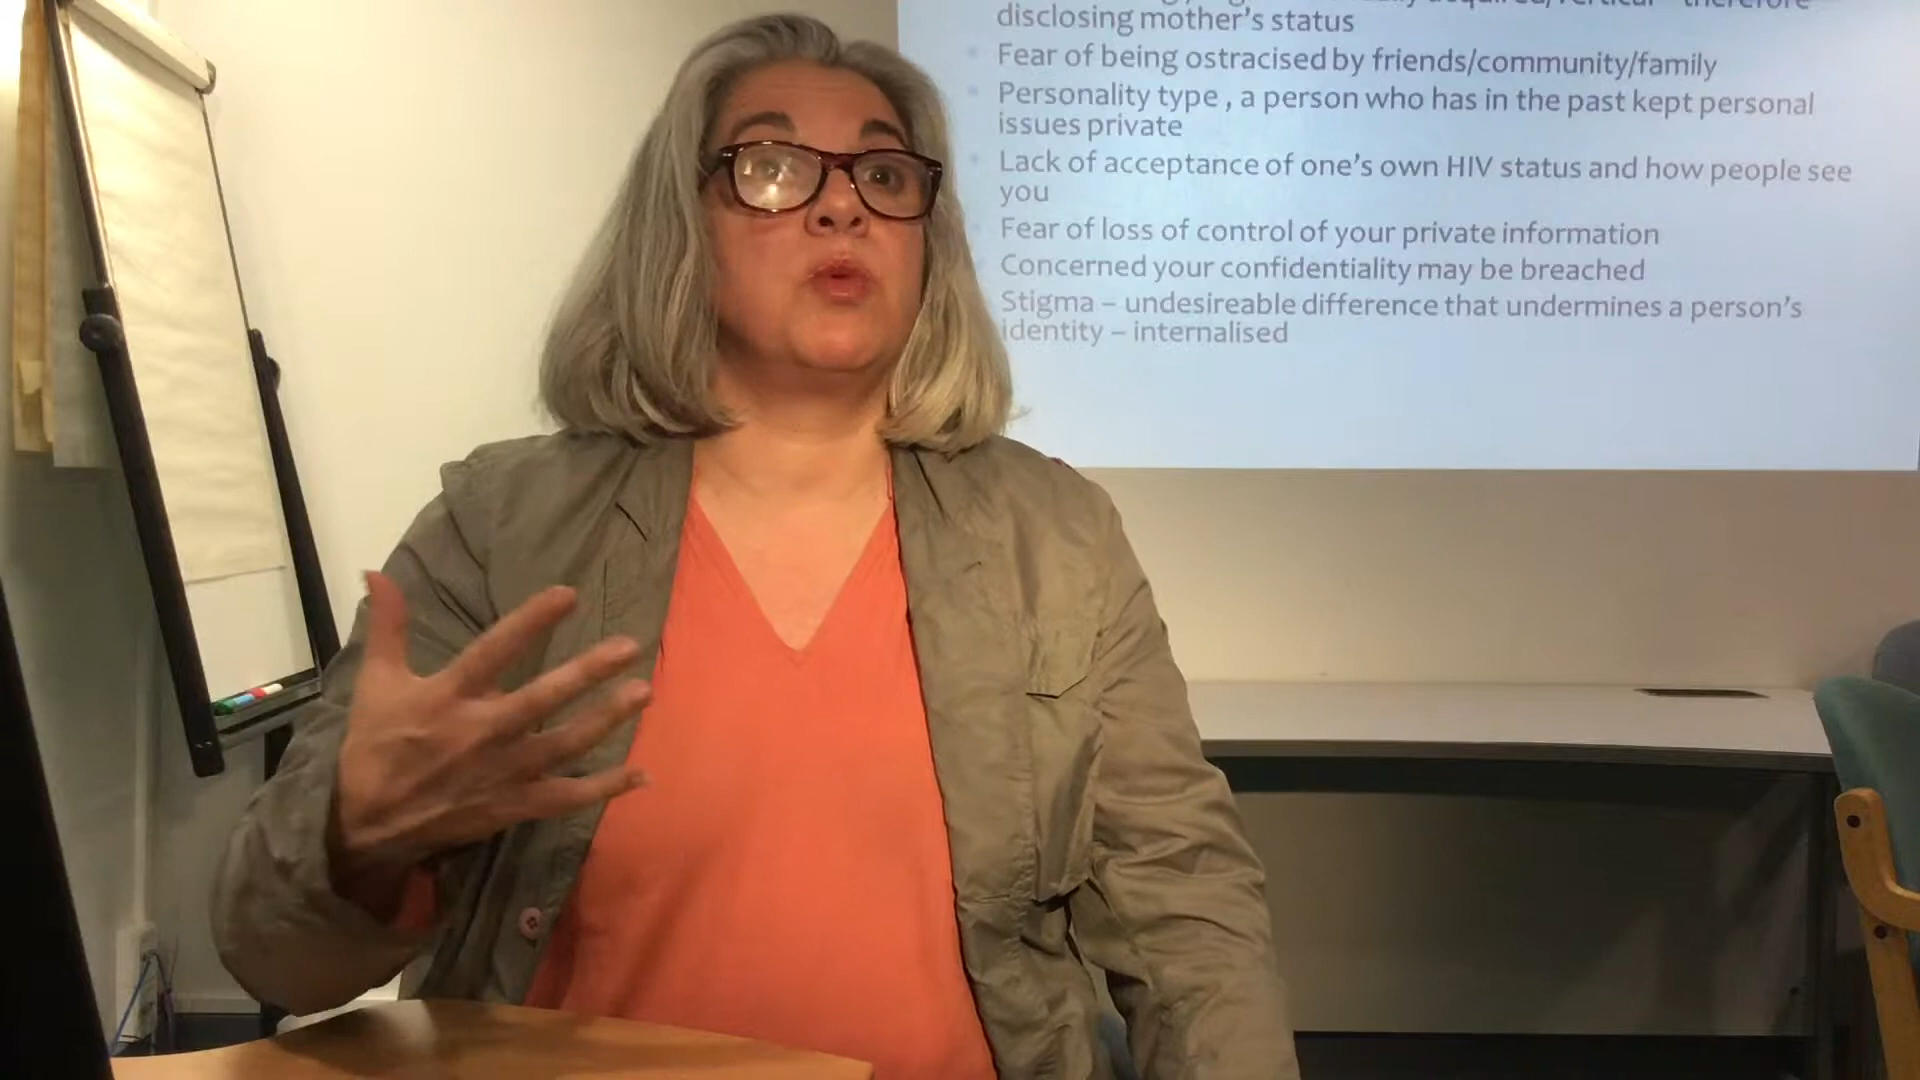 disclosing mother's status
Fear of being ostracised by friends/community/family
Personality type , a person who has in the past kept personal
issues private
Lack of acceptance of one's own HIV status and how people see
you
Fear of loss of control of your private information
Concerned your confidentiality may be breached
Stigma – undesireable difference that undermines a person's
identity – internalised